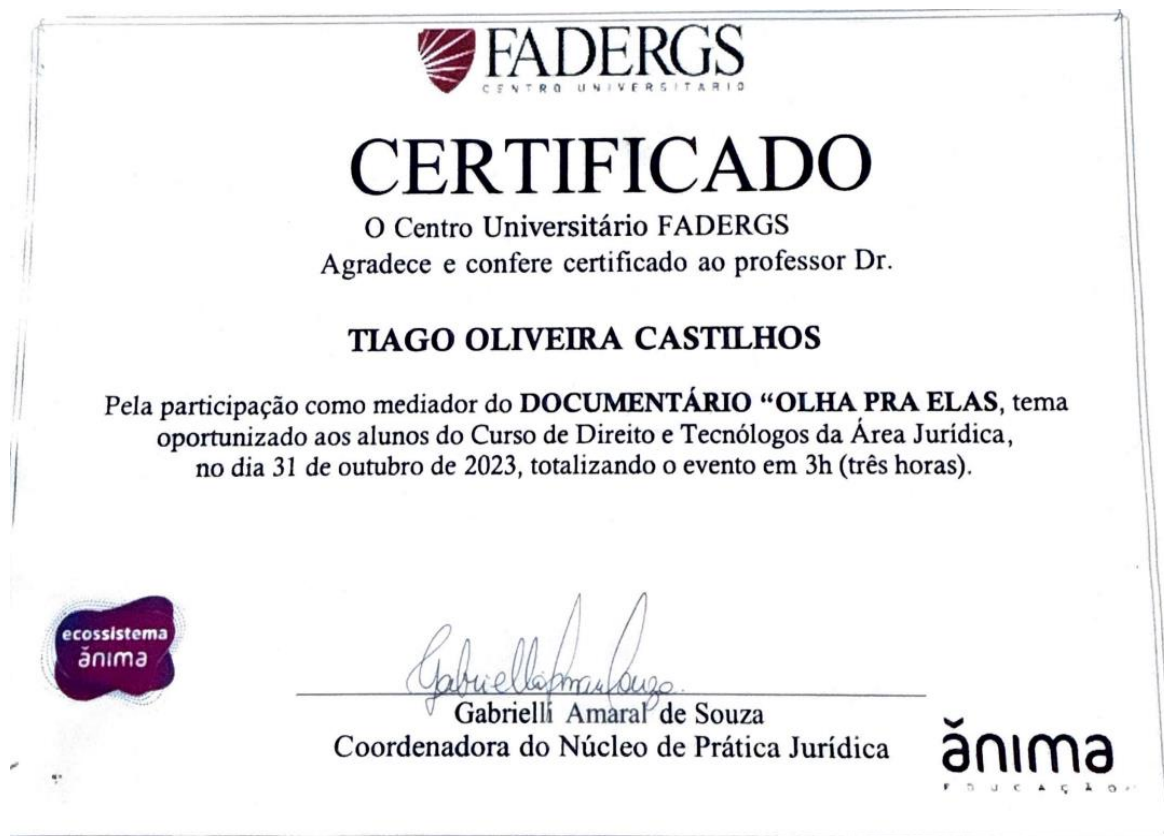 FADERGS
CENTRO UNIVERSITARIO
CERTIFICADO
O Centro Universitário FADERGS
Agradece e confere certificado ao professor Dr.
TIAGO OLIVEIRA CASTILHOS
Pela participação como mediador do DOCUMENTÁRIO “OLHA PRA ELAS, tema
oportunizado aos alunos do Curso de Direito e Tecnólogos da Área Jurídica,
no dia 31 de outubro de 2023, totalizando o evento em 3h (três horas).
ecossistema
ănıma
Gabrielli Amaral de Souza
Coordenadora do Núcleo de Prática Jurídica
ănıma
EDUCAÇÃO